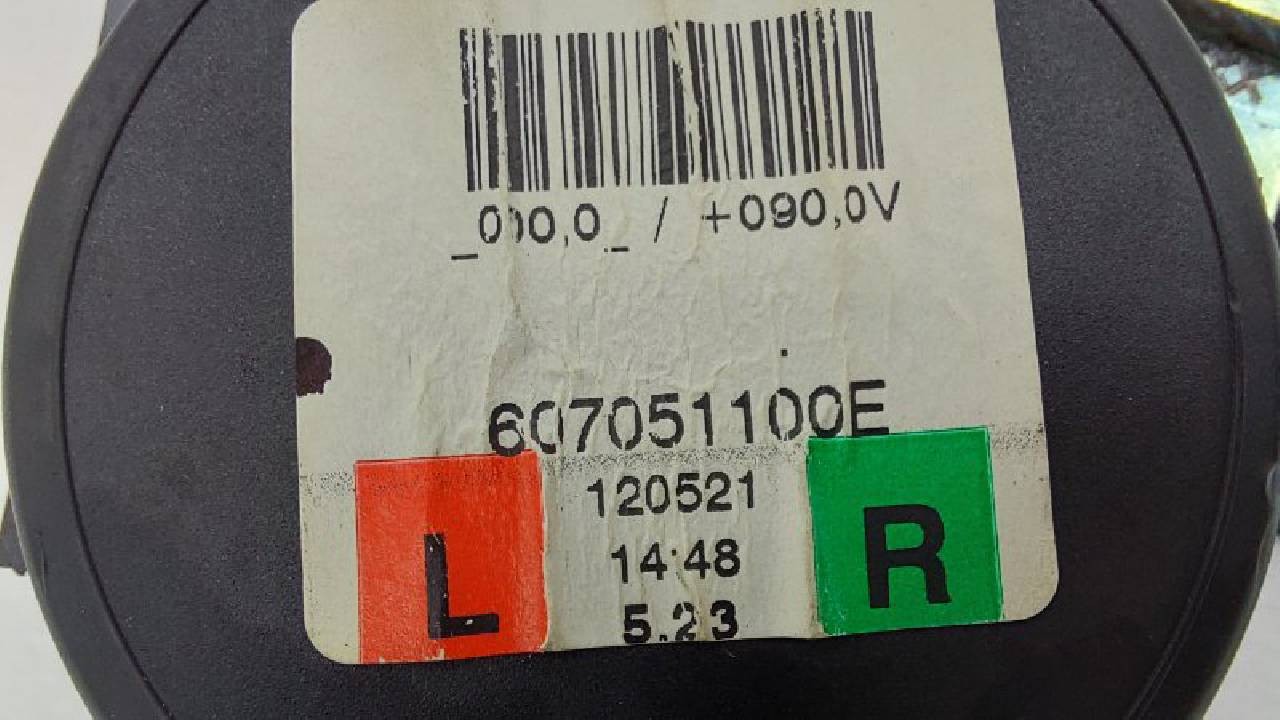 _000,0_ / +090,0V
607051100E
120521
14:48
5.23
L
R